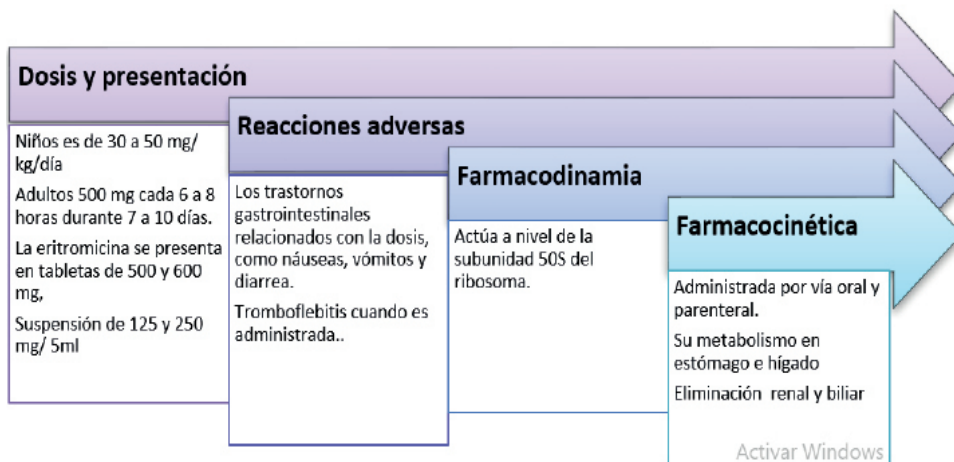 Dosis y presentación
Niños es de 30 a 50 mg/
kg/día
Adultos 500 mg cada 6 a 8
horas durante 7 a 10 días.
La eritromicina se presenta
en tabletas de 500 y 600
mg,
Suspensión de 125 y 250
mg/ 5ml
Reacciones adversas
Los trastornos
gastrointestinales
relacionados con la dosis,
como náuseas, vómitos y
diarrea.
Tromboflebitis cuando es
administrada..
Farmacodinamia
Actúa a nivel de la
subunidad 50S del
ribosoma.
Farmacocinética
Administrada por vía oral y
parenteral.
Su metabolismo en
estómago e hígado
Eliminación renal y biliar
Activar Windows